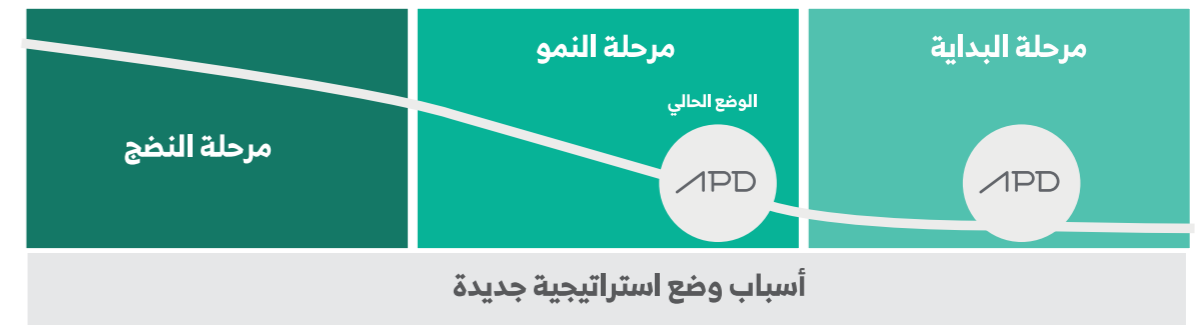 مرحلة البداية
APD
مرحلة النمو
الوضع الحالي
APD
مرحلة النضج
أسباب وضع استراتيجية جديدة